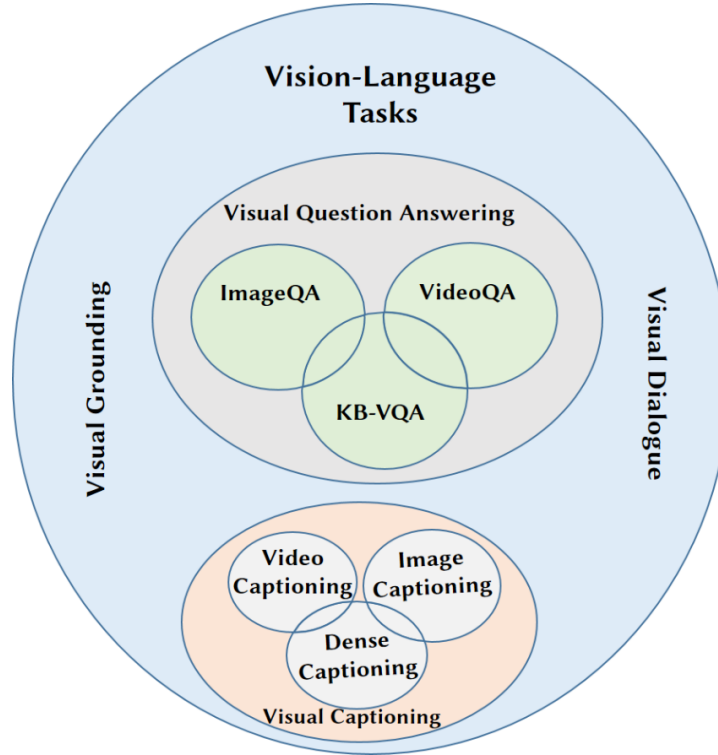 Vision-Language
Tasks
Visual Question Answering
ImageQA
VideoQA
KB-VQA
Visual Grounding
Visual Dialogue
Video
Captioning
Image
Captioning
Dense
Captioning
Visual Captioning